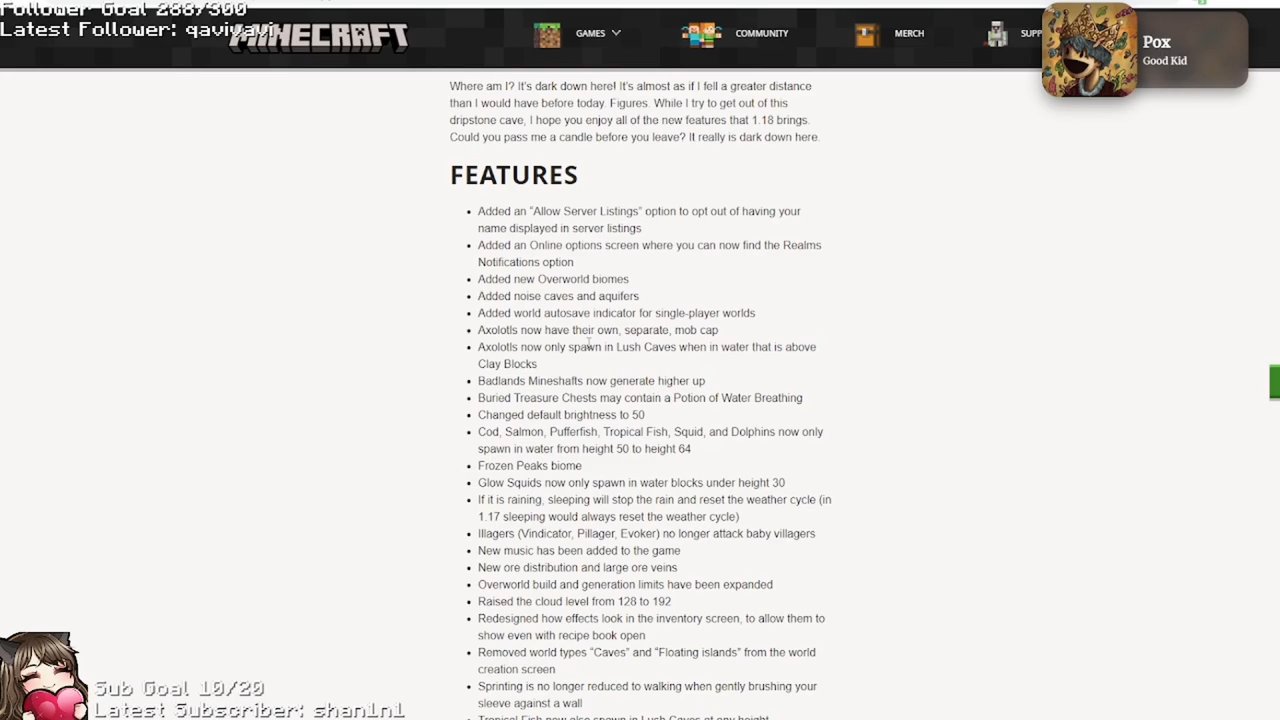 Follower Goal 288/300
Latest Follower: qavivavi
MINECRAFT
GAMES
COMMUNITY
MERCH
SUPP
Pox
Good Kid
Where am I? It's dark down here! It's almost as if I fell a greater distance
than I would have before today. Figures. While I try to get out of this
dripstone cave, I hope you enjoy all of the new features that 1.18 brings.
Could you pass me a candle before you leave? It really is dark down here.
FEATURES
• Added an "Allow Server Listings" option to opt out of having your
name displayed in server listings
• Added an Online options screen where you can now find the Realms
Notifications option
• Added new Overworld biomes
• Added noise caves and aquifers
• Added world autosave indicator for single-player worlds
• Axolotls now have their own, separate, mob cap
• Axolotls now only spawn in Lush Caves when in water that is above
Clay Blocks
• Badlands Mineshafts now generate higher up
• Buried Treasure Chests may contain a Potion of Water Breathing
• Changed default brightness to 50
• Cod, Salmon, Pufferfish, Tropical Fish, Squid, and Dolphins now only
spawn in water from height 50 to height 64
• Frozen Peaks biome
• Glow Squids now only spawn in water blocks under height 30
• If it is raining, sleeping will stop the rain and reset the weather cycle (in
1.17 sleeping would always reset the weather cycle)
• Illagers (Vindicator, Pillager, Evoker) no longer attack baby villagers
• New music has been added to the game
• New ore distribution and large ore veins
• Overworld build and generation limits have been expanded
• Raised the cloud level from 128 to 192
• Redesigned how effects look in the inventory screen, to allow them to
show even with recipe book open
• Removed world types "Caves" and "Floating islands" from the world
creation screen
• Sprinting is no longer reduced to walking when gently brushing your
sleeve against a wall
• Tropical Fish now also spawn in Lush Caves at any height
Sub Goal 10/20
Latest Subscriber: shan1n1